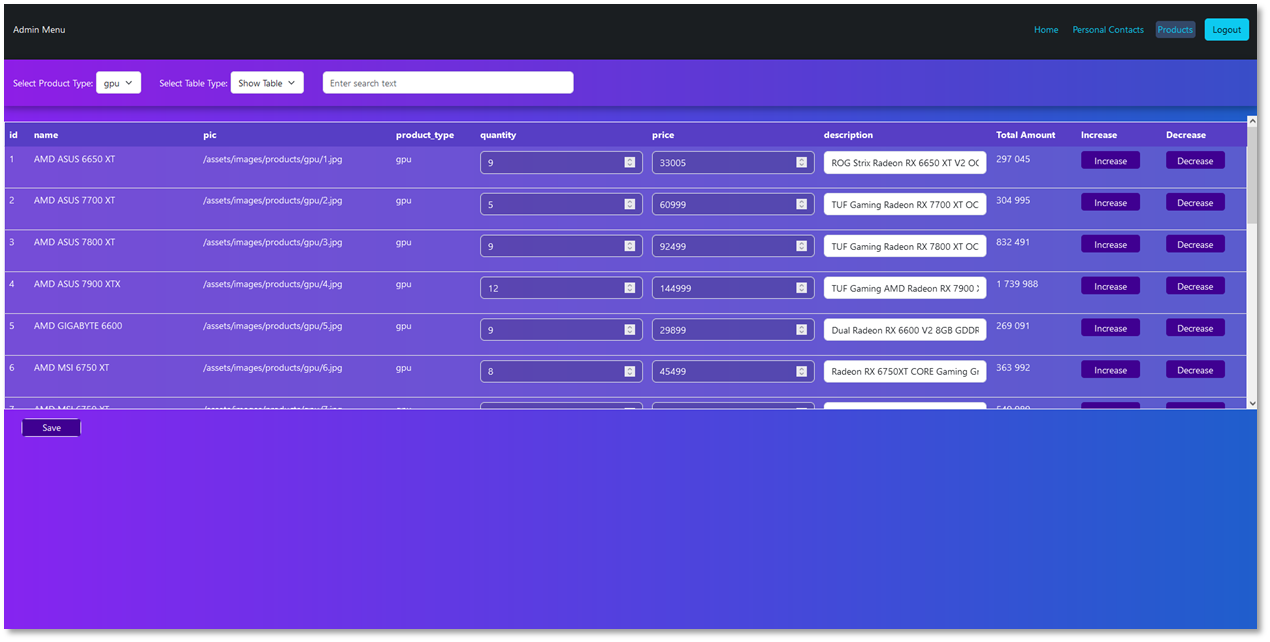 Admin Menu Home Personal Contacts Products Logout
Select Product Type: gpu Select Table Type: Show Table Enter search text
id name pic product_type quantity price description Total Amount Increase Decrease
1 AMD ASUS 6650 XT /assets/images/products/gpu/1.jpg gpu 9 33005 ROG Strix Radeon RX 6650 XT V2 OC 297 045 Increase Decrease
2 AMD ASUS 7700 XT /assets/images/products/gpu/2.jpg gpu 5 60999 TUF Gaming Radeon RX 7700 XT OC 304 995 Increase Decrease
3 AMD ASUS 7800 XT /assets/images/products/gpu/3.jpg gpu 9 92499 TUF Gaming Radeon RX 7800 XT OC 832 491 Increase Decrease
4 AMD ASUS 7900 XTX /assets/images/products/gpu/4.jpg gpu 12 144999 TUF Gaming AMD Radeon RX 7900 1 739 988 Increase Decrease
5 AMD GIGABYTE 6600 /assets/images/products/gpu/5.jpg gpu 9 29899 Dual Radeon RX 6600 V2 8GB GDDR 269 091 Increase Decrease
6 AMD MSI 6750 XT /assets/images/products/gpu/6.jpg gpu 8 45499 Radeon RX 6750XT CORE Gaming Gr 363 992 Increase Decrease
Save